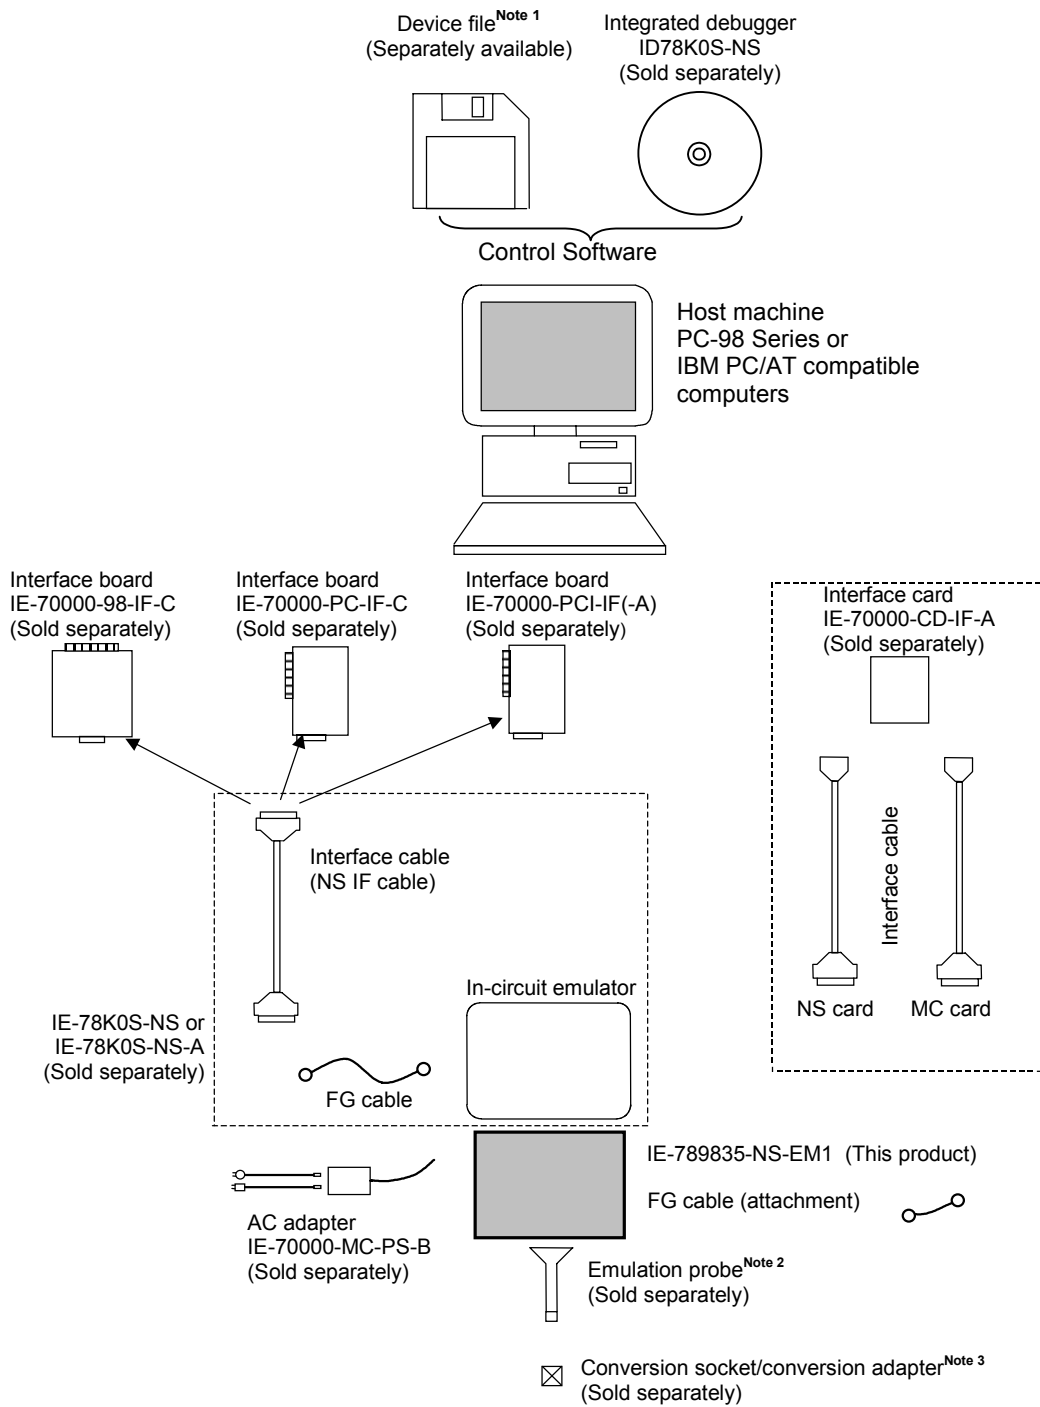 Device file Note 1
(Separately available)
Integrated debugger
ID78K0S-NS
(Sold separately)
Control Software
Host machine
PC-98 Series or
IBM PC/AT compatible
computers
Interface board
IE-70000-98-IF-C
(Sold separately)
Interface board
IE-70000-PC-IF-C
(Sold separately)
Interface board
IE-70000-PCI-IF(-A)
(Sold separately)
Interface card
IE-70000-CD-IF-A
(Sold separately)
Interface cable
(NS IF cable)
Interface cable
NS card
MC card
In-circuit emulator
IE-78K0S-NS or
IE-78K0S-NS-A
(Sold separately)
FG cable
IE-789835-NS-EM1 (This product)
FG cable (attachment)
AC adapter
IE-70000-MC-PS-B
(Sold separately)
Emulation probe Note 2
(Sold separately)
Conversion socket/conversion adapter Note 3
(Sold separately)